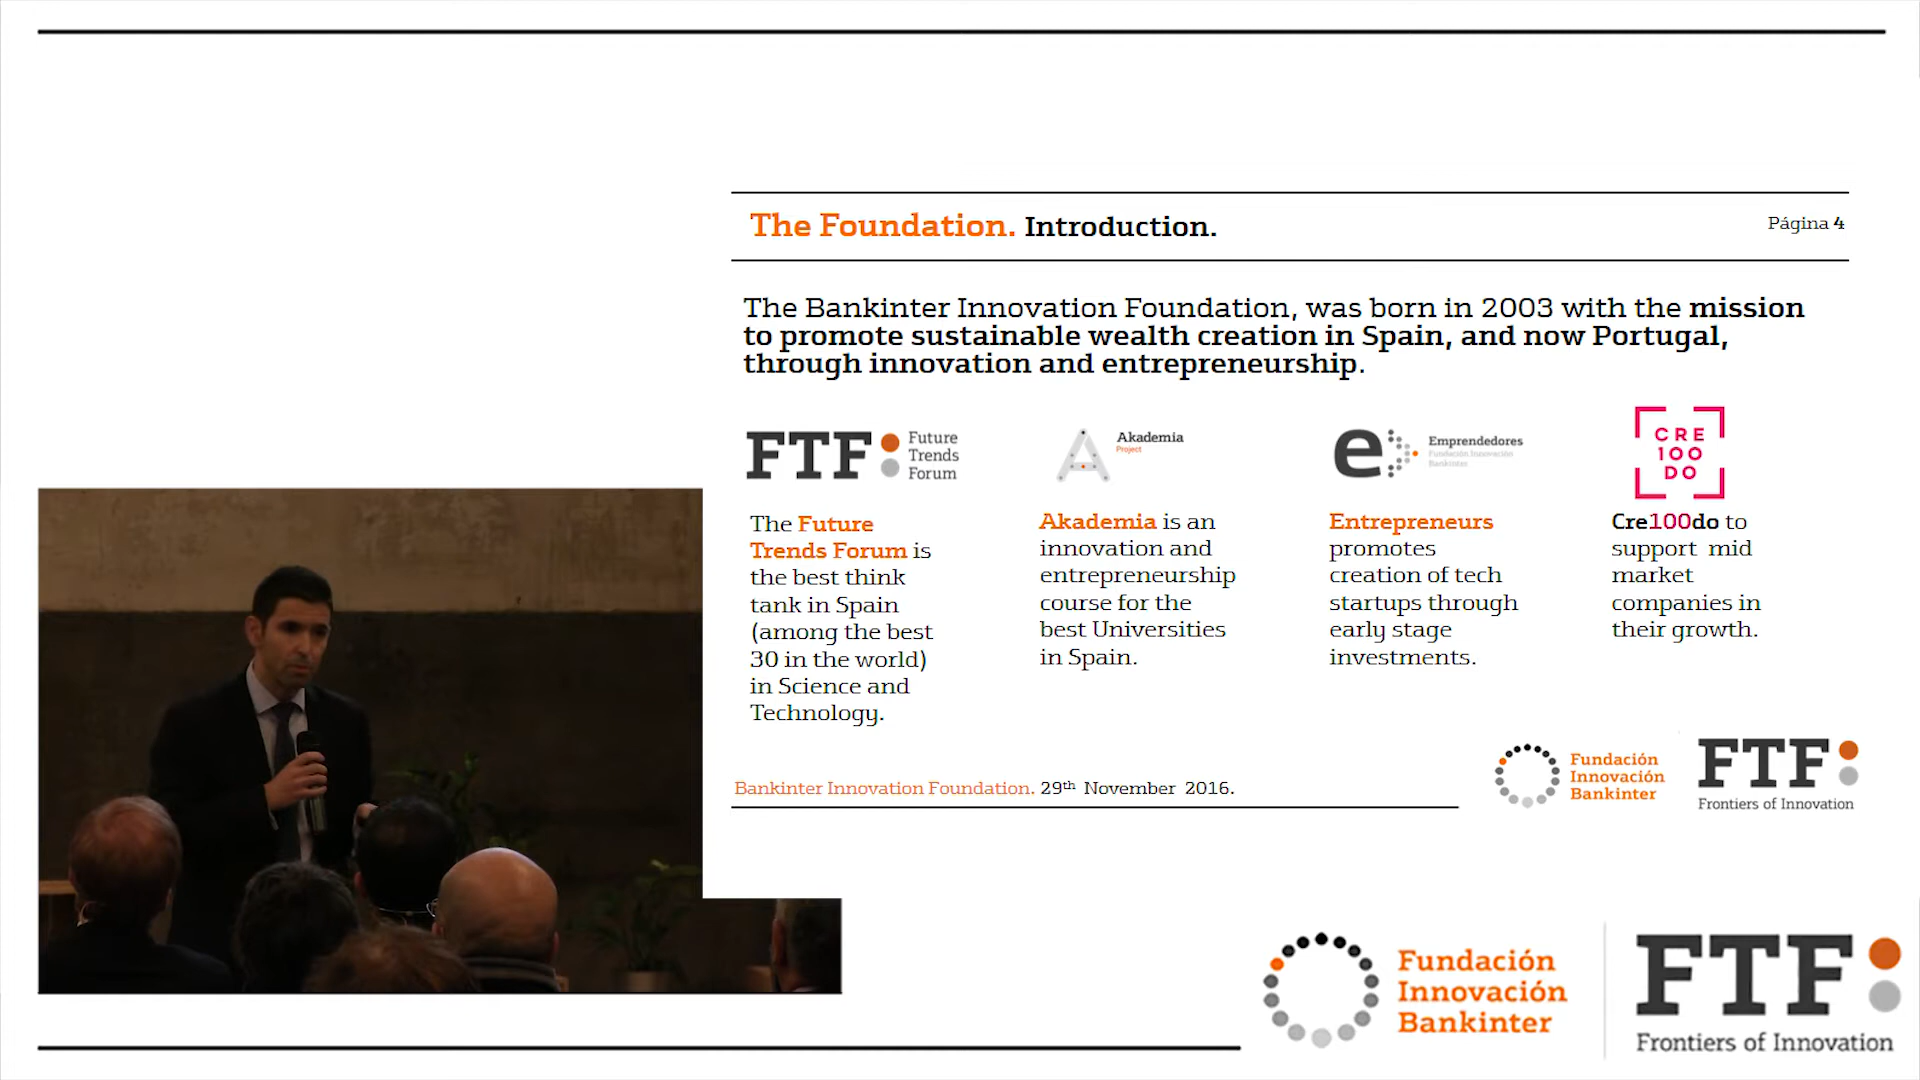 The Foundation. Introduction.
Página 4
The Bankinter Innovation Foundation, was born in 2003 with the mission
to promote sustainable wealth creation in Spain, and now Portugal,
through innovation and entrepreneurship.
FTF
Future
Trends
Forum
The Future
Trends Forum is
the best think
tank in Spain
(among the best
30 in the world)
in Science and
Technology.
Akademia
Project
Akademia is an
innovation and
entrepreneurship
course for the
best Universities
in Spain.
e
Emprendedores
Fundación Innovación
Bankinter
Entrepreneurs
promotes
creation of tech
startups through
early stage
investments.
CRE
100
DO
Cre100do to
support mid
market
companies in
their growth.
Bankinter Innovation Foundation. 29th November 2016.
Fundación
Innovación
Bankinter
FTF
Frontiers of Innovation
Fundación
Innovación
Bankinter
FTF
Frontiers of Innovation